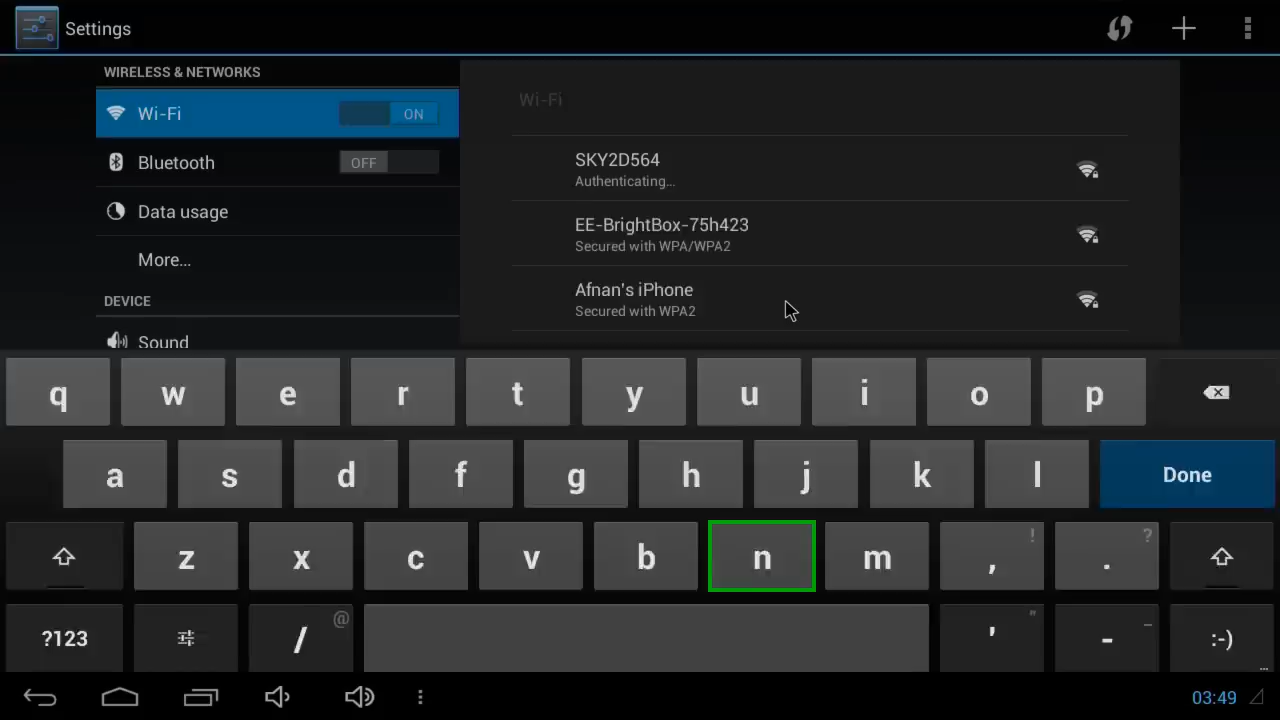 Settings
WIRELESS & NETWORKS
Wi-Fi
ON
Bluetooth
OFF
Data usage
More...
DEVICE
Sound
Wi-Fi
SKY2D564
Authenticating...
EE-BrightBox-75h423
Secured with WPA/WPA2
Afnan's iPhone
Secured with WPA2
q w e r t y u i o p
a s d f g h j k l Done
z x c v b n m , ! . ?
?123 / @ ' " - _ :-) ...
03:49